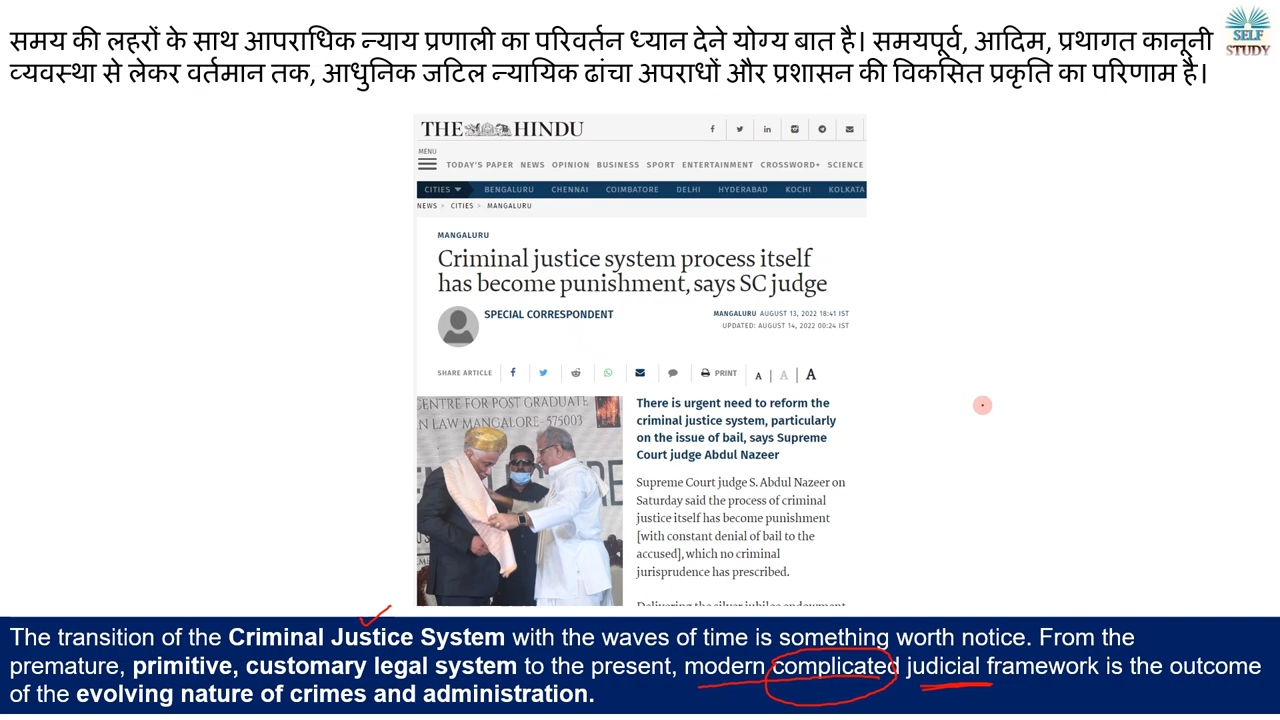 समय की लहरों के साथ आपराधिक न्याय प्रणाली का परिवर्तन ध्यान देने योग्य बात है। समयपूर्व, आदिम, प्रथागत कानूनी
व्यवस्था से लेकर वर्तमान तक, आधुनिक जटिल न्यायिक ढांचा अपराधों और प्रशासन की विकसित प्रकृति का परिणाम है।
SELF
STUDY
THE HINDU
MENU
TODAY'S PAPER NEWS OPINION BUSINESS SPORT ENTERTAINMENT CROSSWORD+ SCIENCE
CITIES BENGALURU CHENNAI COIMBATORE DELHI HYDERABAD KOCHI KOLKATA
NEWS > CITIES > MANGALURU
MANGALURU
Criminal justice system process itself
has become punishment, says SC judge
SPECIAL CORRESPONDENT
MANGALURU AUGUST 13, 2022 18:41 IST
UPDATED: AUGUST 14, 2022 00:24 IST
SHARE ARTICLE PRINT A | A | A
CENTRE FOR POST GRADUATE
N LAW MANGALORE - 575003
There is urgent need to reform the
criminal justice system, particularly
on the issue of bail, says Supreme
Court judge Abdul Nazeer
Supreme Court judge S. Abdul Nazeer on
Saturday said the process of criminal
justice itself has become punishment
[with constant denial of bail to the
accused], which no criminal
jurisprudence has prescribed.
Delivering the silver jubilee endowment
The transition of the Criminal Justice System with the waves of time is something worth notice. From the
premature, primitive, customary legal system to the present, modern complicated judicial framework is the outcome
of the evolving nature of crimes and administration.